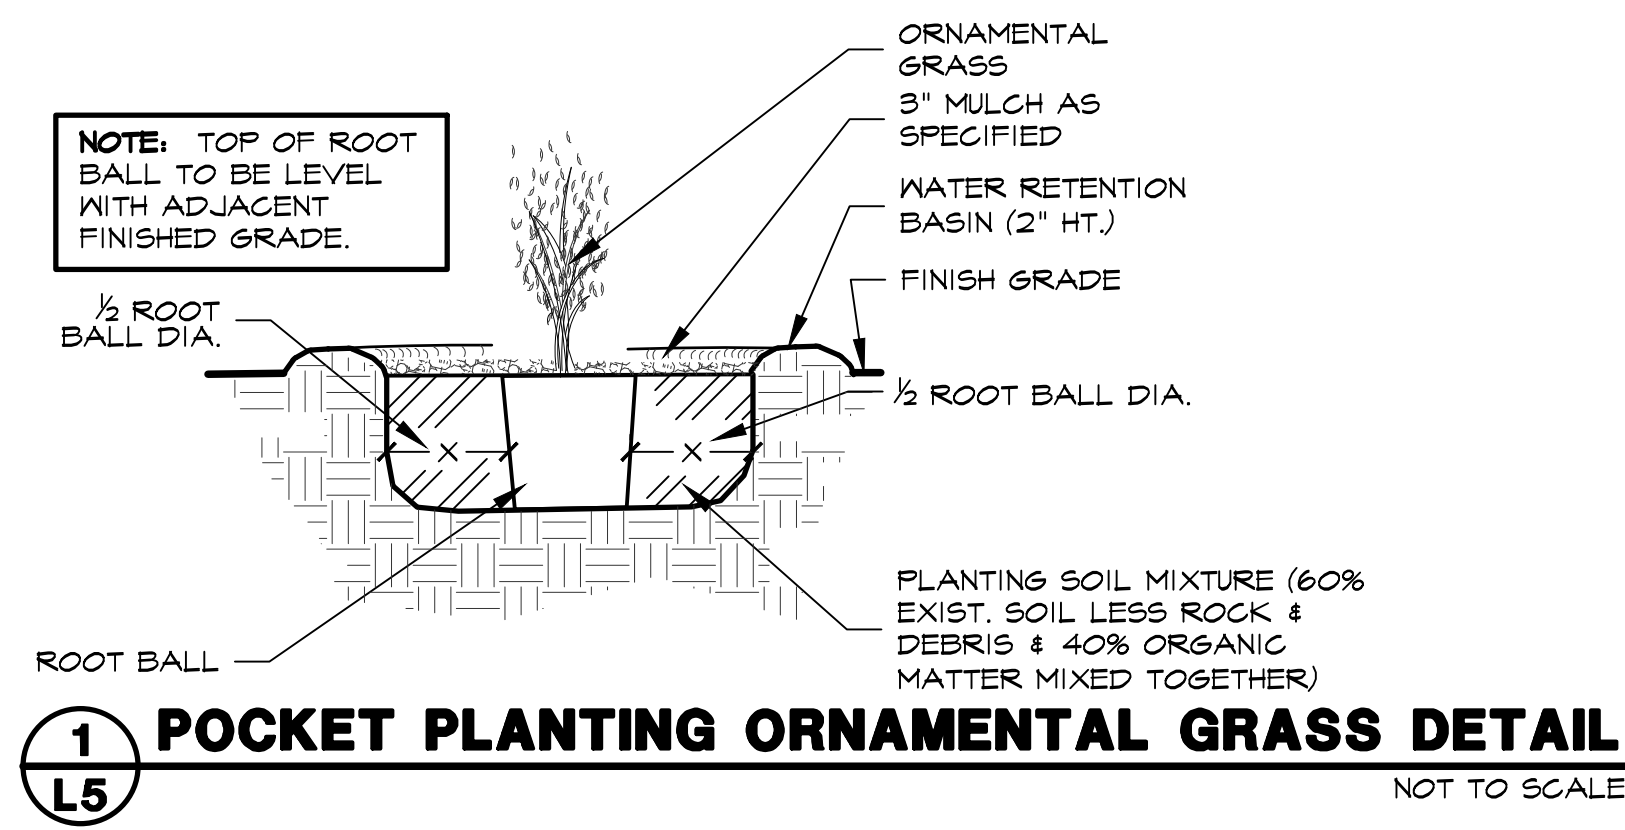 ORNAMENTAL
GRASS
3" MULCH AS
SPECIFIED
WATER RETENTION
BASIN (2" HT.)
FINISH GRADE
NOTE: TOP OF ROOT
BALL TO BE LEVEL
WITH ADJACENT
FINISHED GRADE.
½ ROOT
BALL DIA.
½ ROOT BALL DIA.
PLANTING SOIL MIXTURE (60%
EXIST. SOIL LESS ROCK &
DEBRIS & 40% ORGANIC
MATTER MIXED TOGETHER)
ROOT BALL
1
L5
POCKET PLANTING ORNAMENTAL GRASS DETAIL
NOT TO SCALE